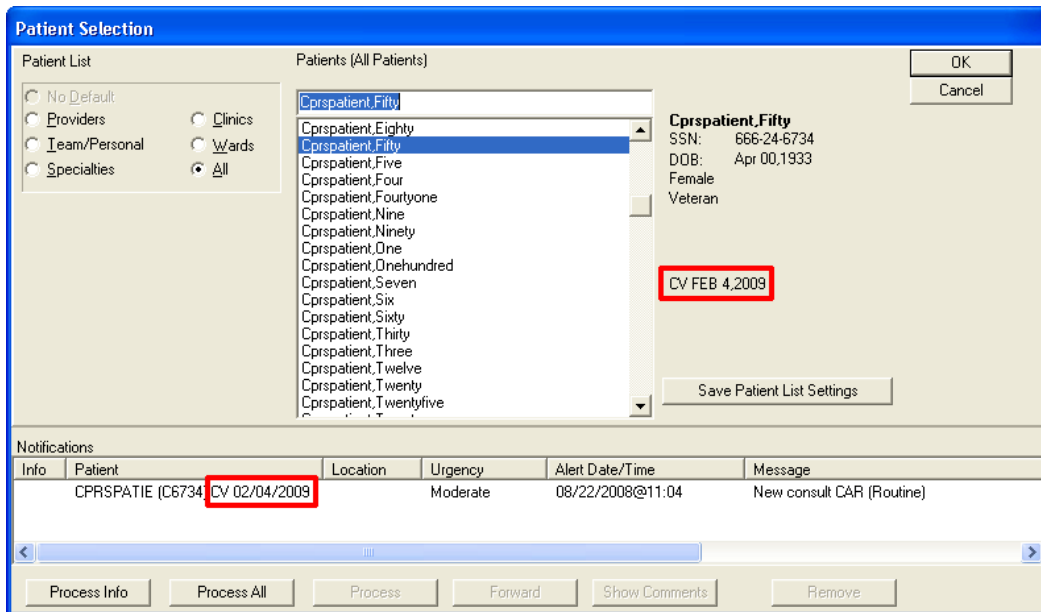 Patient Selection
Patient List
No Default
Providers
Clinics
Team/Personal
Wards
Specialties
All
Patients (All Patients)
Cprspatient,Fifty
Cprspatient,Eighty
Cprspatient,Fifty
Cprspatient,Five
Cprspatient,Four
Cprspatient,Fourtyone
Cprspatient,Nine
Cprspatient,Ninety
Cprspatient,One
Cprspatient,Onehundred
Cprspatient,Seven
Cprspatient,Six
Cprspatient,Sixty
Cprspatient,Thirty
Cprspatient,Three
Cprspatient,Twelve
Cprspatient,Twenty
Cprspatient,Twentyfive
OK
Cancel
Cprspatient,Fifty
SSN: 666-24-6734
DOB: Apr 00,1933
Female
Veteran
CV FEB 4,2009
Save Patient List Settings
Notifications
Info Patient Location Urgency Alert Date/Time Message
CPRSPATIE (C6734) CV 02/04/2009 Moderate 08/22/2008@11:04 New consult CAR (Routine)
Process Info Process All Process Forward Show Comments Remove